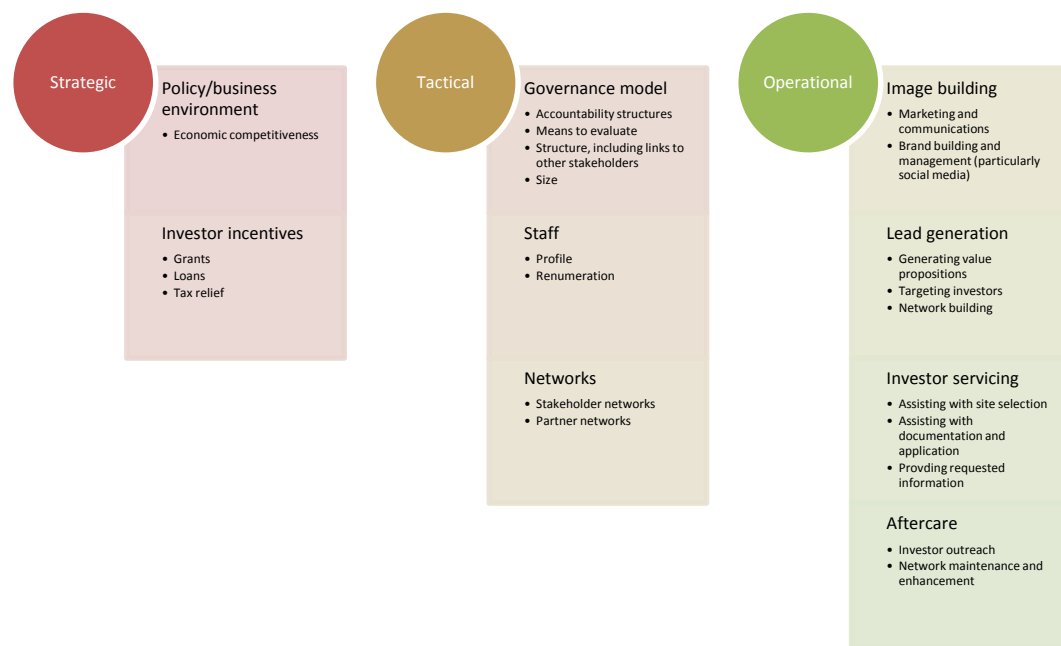 Strategic
Policy/business
environment
• Economic competitiveness
Investor incentives
• Grants
• Loans
• Tax relief
Tactical
Governance model
• Accountability structures
• Means to evaluate
• Structure, including links to
other stakeholders
• Size
Staff
• Profile
• Renumeration
Networks
• Stakeholder networks
• Partner networks
Operational
Image building
• Marketing and
communications
• Brand building and
management (particularly
social media)
Lead generation
• Generating value
propositions
• Targeting investors
• Network building
Investor servicing
• Assisting with site selection
• Assisting with
documentation and
application
• Provding requested
information
Aftercare
• Investor outreach
• Network maintenance and
enhancement